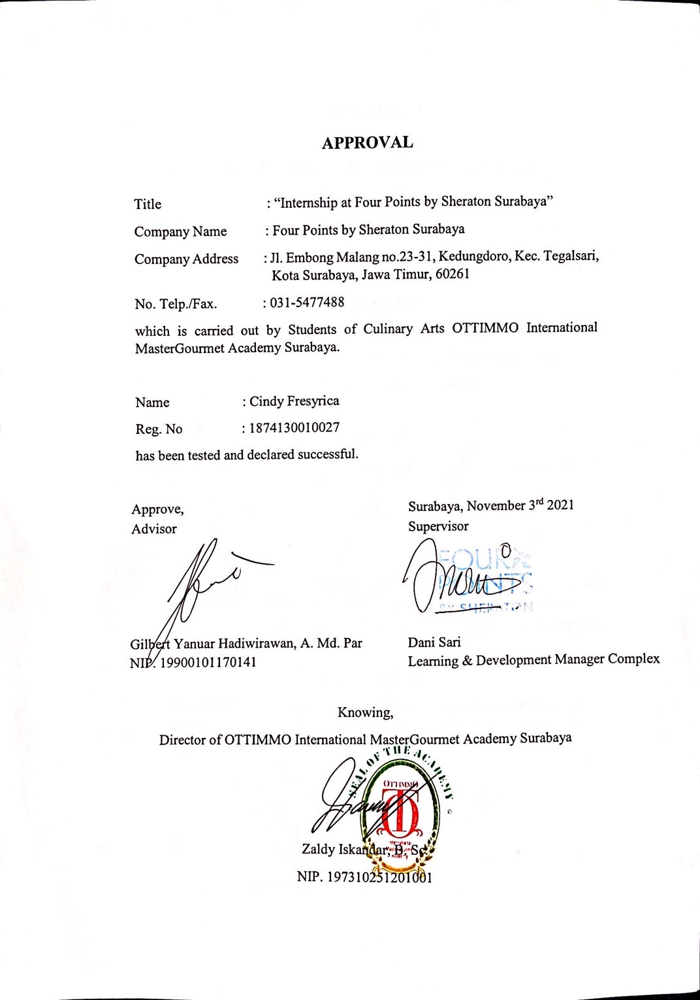 APPROVAL
Title : “Internship at Four Points by Sheraton Surabaya”
Company Name : Four Points by Sheraton Surabaya
Company Address : Jl. Embong Malang no.23-31, Kedungdoro, Kec. Tegalsari,
Kota Surabaya, Jawa Timur, 60261
No. Telp./Fax. : 031-5477488
which is carried out by Students of Culinary Arts OTTIMMO International
MasterGourmet Academy Surabaya.
Name : Cindy Fresyrica
Reg. No : 1874130010027
has been tested and declared successful.
Approve,
Advisor
Surabaya, November 3rd 2021
Supervisor
FOUR
POINTS
BY SHERATON
Gilbert Yanuar Hadiwirawan, A. Md. Par
NIP. 19900101170141
Dani Sari
Learning & Development Manager Complex
Knowing,
Director of OTTIMMO International MasterGourmet Academy Surabaya
SEAL OF THE ACADEMY
OTTIMMO
Zaldy Iskandar, B. Sc
NIP. 197310251201001